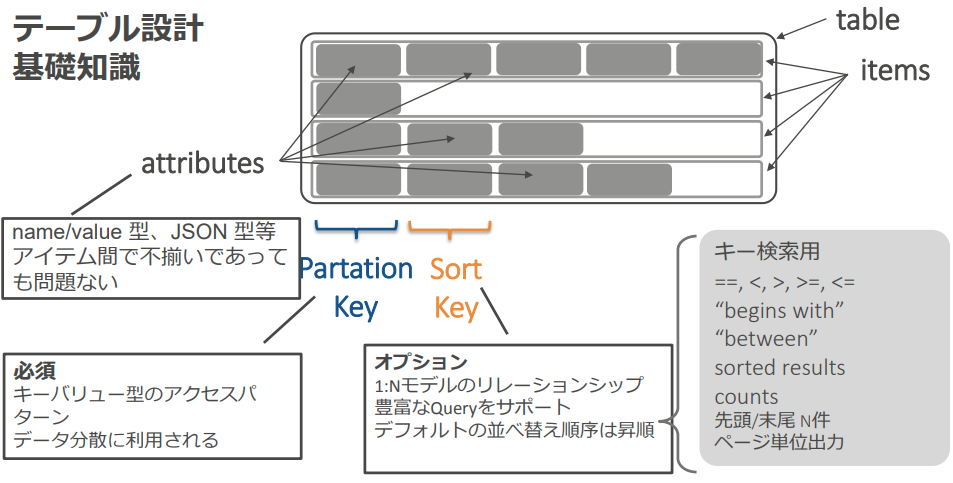 テーブル設計
基礎知識
table
items
attributes
name/value 型、JSON 型等
アイテム間で不揃いであって
も問題ない
Partation
Key
Sort
Key
必須
キーバリュー型のアクセスパ
ターン
データ分散に利用される
オプション
1:Nモデルのリレーションシップ
豊富なQueryをサポート
デフォルトの並べ替え順序は昇順
キー検索用
==, <, >, >=, <=
“begins with”
“between”
sorted results
counts
先頭/末尾 N件
ページ単位出力